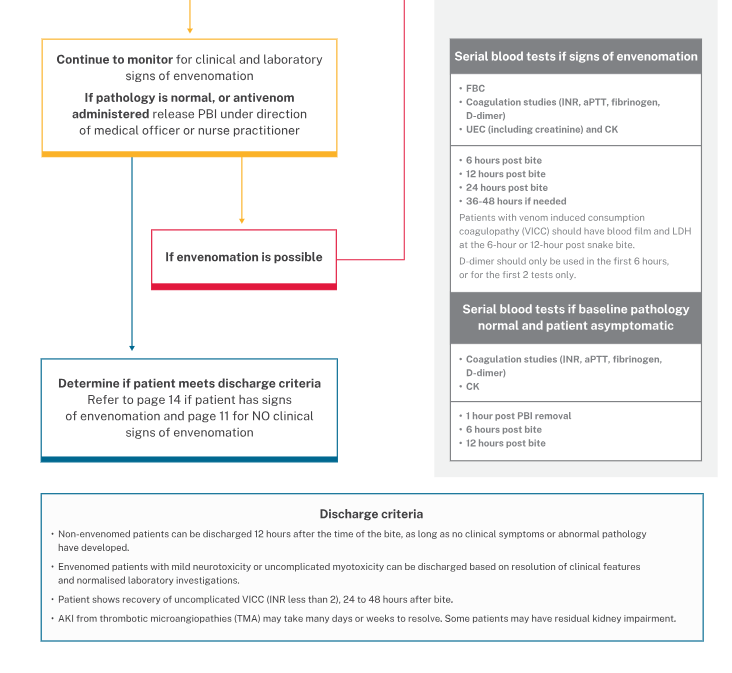 Continue to monitor for clinical and laboratory
signs of envenomation
If pathology is normal, or antivenom
administered release PBI under direction
of medical officer or nurse practitioner
If envenomation is possible
Determine if patient meets discharge criteria
Refer to page 14 if patient has signs
of envenomation and page 11 for NO clinical
signs of envenomation
Serial blood tests if signs of envenomation
• FBC
• Coagulation studies (INR, aPTT, fibrinogen,
D-dimer)
• UEC (including creatinine) and CK
• 6 hours post bite
• 12 hours post bite
• 24 hours post bite
• 36-48 hours if needed
Patients with venom induced consumption
coagulopathy (VICC) should have blood film and LDH
at the 6-hour or 12-hour post snake bite.
D-dimer should only be used in the first 6 hours,
or for the first 2 tests only.
Serial blood tests if baseline pathology
normal and patient asymptomatic
• Coagulation studies (INR, aPTT, fibrinogen,
D-dimer)
• CK
• 1 hour post PBI removal
• 6 hours post bite
• 12 hours post bite
Discharge criteria
• Non-envenomed patients can be discharged 12 hours after the time of the bite, as long as no clinical symptoms or abnormal pathology
have developed.
• Envenomed patients with mild neurotoxicity or uncomplicated myotoxicity can be discharged based on resolution of clinical features
and normalised laboratory investigations.
• Patient shows recovery of uncomplicated VICC (INR less than 2), 24 to 48 hours after bite.
• AKI from thrombotic microangiopathies (TMA) may take many days or weeks to resolve. Some patients may have residual kidney impairment.